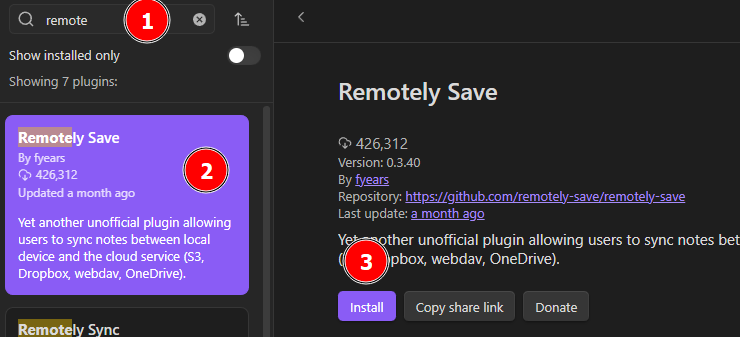 remote
1
Show installed only
Showing 7 plugins:
Remotely Save
By fyears
426,312
Updated a month ago
Yet another unofficial plugin allowing
users to sync notes between local
device and the cloud service (S3,
Dropbox, webdav, OneDrive).
2
Remotely Sync
Remotely Save
426,312
Version: 0.3.40
By fyears
Repository: https://github.com/remotely-save/remotely-save
Last update: a month ago
Yet another unofficial plugin allowing users to sync notes bet
( opbox, webdav, OneDrive).
3
Install
Copy share link
Donate